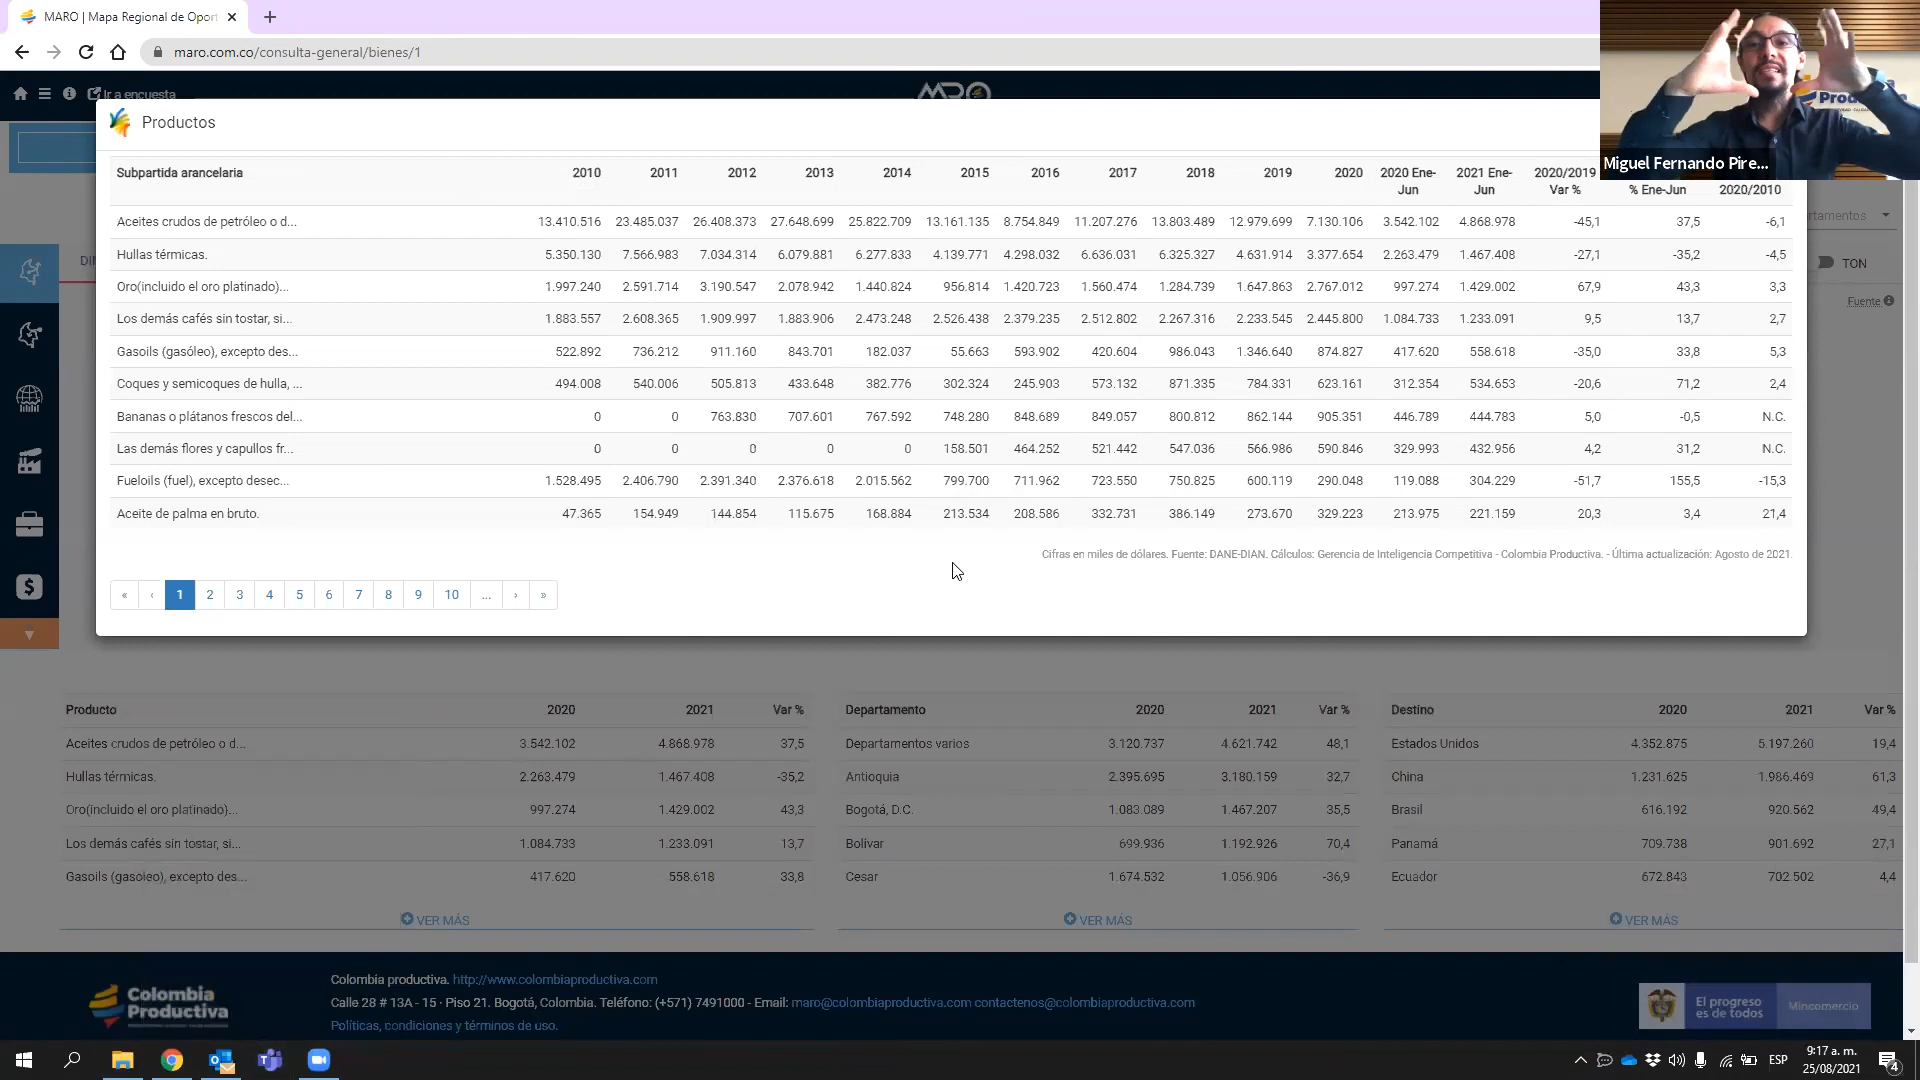 MARO | Mapa Regional de Oport
maro.com.co/consulta-general/bienes/1
Ir a encuesta
MRO
Productos
Subpartida arancelaria 2010 2011 2012 2013 2014 2015 2016 2017 2018 2019 2020 2020 Ene-Jun 2021 Ene-Jun 2020/2019 Var % % Ene-Jun 2020/2010
Aceites crudos de petróleo o d... 13.410.516 23.485.037 26.408.373 27.648.699 25.822.709 13.161.135 8.754.849 11.207.276 13.803.489 12.979.699 7.130.106 3.542.102 4.868.978 -45,1 37,5 -6,1
Hullas térmicas. 5.350.130 7.566.983 7.034.314 6.079.881 6.277.833 4.139.771 4.298.032 6.636.031 6.325.327 4.631.914 3.377.654 2.263.479 1.467.408 -27,1 -35,2 -4,5
Oro(incluido el oro platinado)... 1.997.240 2.591.714 3.190.547 2.078.942 1.440.824 956.814 1.420.723 1.560.474 1.284.739 1.647.863 2.767.012 997.274 1.429.002 67,9 43,3 3,3
Los demás cafés sin tostar, si... 1.883.557 2.608.365 1.909.997 1.883.906 2.473.248 2.526.438 2.379.235 2.512.802 2.267.316 2.233.545 2.445.800 1.084.733 1.233.091 9,5 13,7 2,7
Gasoils (gasóleo), excepto des... 522.892 736.212 911.160 843.701 182.037 55.663 593.902 420.604 986.043 1.346.640 874.827 417.620 558.618 -35,0 33,8 5,3
Coques y semicoques de hulla, ... 494.008 540.006 505.813 433.648 382.776 302.324 245.903 573.132 871.335 784.331 623.161 312.354 534.653 -20,6 71,2 2,4
Bananas o plátanos frescos del... 0 0 763.830 707.601 767.592 748.280 848.689 849.057 800.812 862.144 905.351 446.789 444.783 5,0 -0,5 N.C.
Las demás flores y capullos fr... 0 0 0 0 0 158.501 464.252 521.442 547.036 566.986 590.846 329.993 432.956 4,2 31,2 N.C.
Fueloils (fuel), excepto desec... 1.528.495 2.406.790 2.391.340 2.376.618 2.015.562 799.700 711.962 723.550 750.825 600.119 290.048 119.088 304.229 -51,7 155,5 -15,3
Aceite de palma en bruto. 47.365 154.949 144.854 115.675 168.884 213.534 208.586 332.731 386.149 273.670 329.223 213.975 221.159 20,3 3,4 21,4
Cifras en miles de dólares. Fuente: DANE-DIAN. Cálculos: Gerencia de Inteligencia Competitiva - Colombia Productiva. - Última actualización: Agosto de 2021.
« ‹ 1 2 3 4 5 6 7 8 9 10 ... › »
Miguel Fernando Pire...
TON
Fuente
Producto 2020 2021 Var %
Aceites crudos de petróleo o d... 3.542.102 4.868.978 37,5
Hullas térmicas. 2.263.479 1.467.408 -35,2
Oro(incluido el oro platinado)... 997.274 1.429.002 43,3
Los demás cafés sin tostar, si... 1.084.733 1.233.091 13,7
Gasoils (gasóleo), excepto des... 417.620 558.618 33,8
VER MÁS
Departamento 2020 2021 Var %
Departamentos varios 3.120.737 4.621.742 48,1
Antioquia 2.395.695 3.180.159 32,7
Bogotá, D.C. 1.083.089 1.467.207 35,5
Bolívar 699.936 1.192.926 70,4
Cesar 1.674.532 1.056.906 -36,9
VER MÁS
Destino 2020 2021 Var %
Estados Unidos 4.352.875 5.197.260 19,4
China 1.231.625 1.986.469 61,3
Brasil 616.192 920.562 49,4
Panamá 709.738 901.692 27,1
Ecuador 672.843 702.502 4,4
VER MÁS
Colombia
Productiva
Colombia productiva. http://www.colombiaproductiva.com
Calle 28 # 13A - 15 · Piso 21. Bogotá, Colombia. Teléfono: (+571) 7491000 - Email: maro@colombiaproductiva.com contactenos@colombiaproductiva.com
Políticas, condiciones y términos de uso.
El progreso
es de todos
Mincomercio
ESP
9:17 a. m.
25/08/2021
4